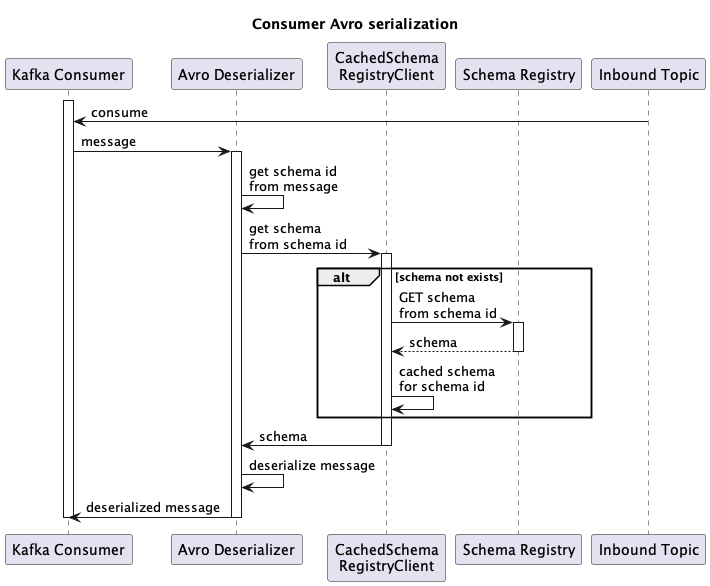 Consumer Avro serialization
Kafka Consumer
Avro Deserializer
CachedSchema
RegistryClient
Schema Registry
Inbound Topic
consume
message
get schema id
from message
get schema
from schema id
alt
[schema not exists]
GET schema
from schema id
schema
cached schema
for schema id
schema
deserialize message
deserialized message
Kafka Consumer
Avro Deserializer
CachedSchema
RegistryClient
Schema Registry
Inbound Topic